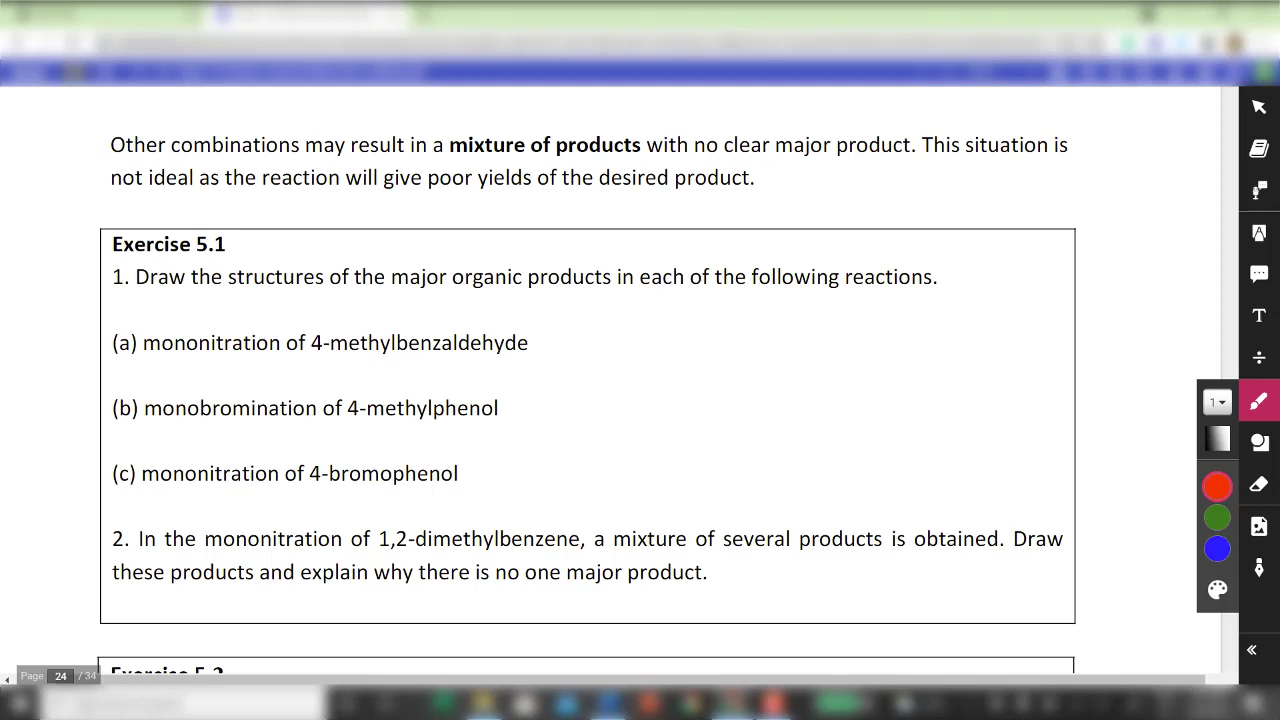 Other combinations may result in a mixture of products with no clear major product. This situation is
not ideal as the reaction will give poor yields of the desired product.
Exercise 5.1
1. Draw the structures of the major organic products in each of the following reactions.
(a) mononitration of 4-methylbenzaldehyde
(b) monobromination of 4-methylphenol
(c) mononitration of 4-bromophenol
2. In the mononitration of 1,2-dimethylbenzene, a mixture of several products is obtained. Draw
these products and explain why there is no one major product.
Page 24 / 34
T
1